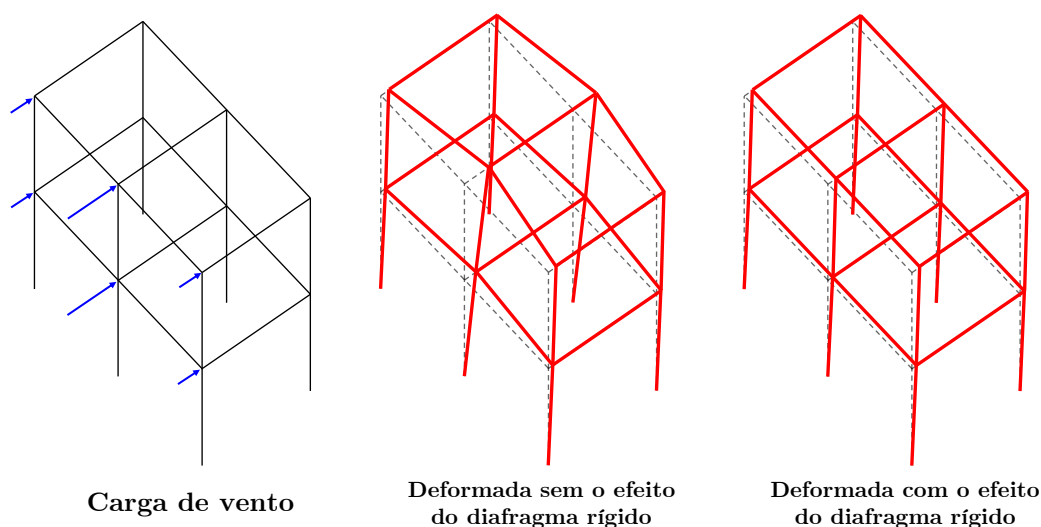 Carga de vento
Deformada sem o efeito
do diafragma rígido
Deformada com o efeito
do diafragma rígido